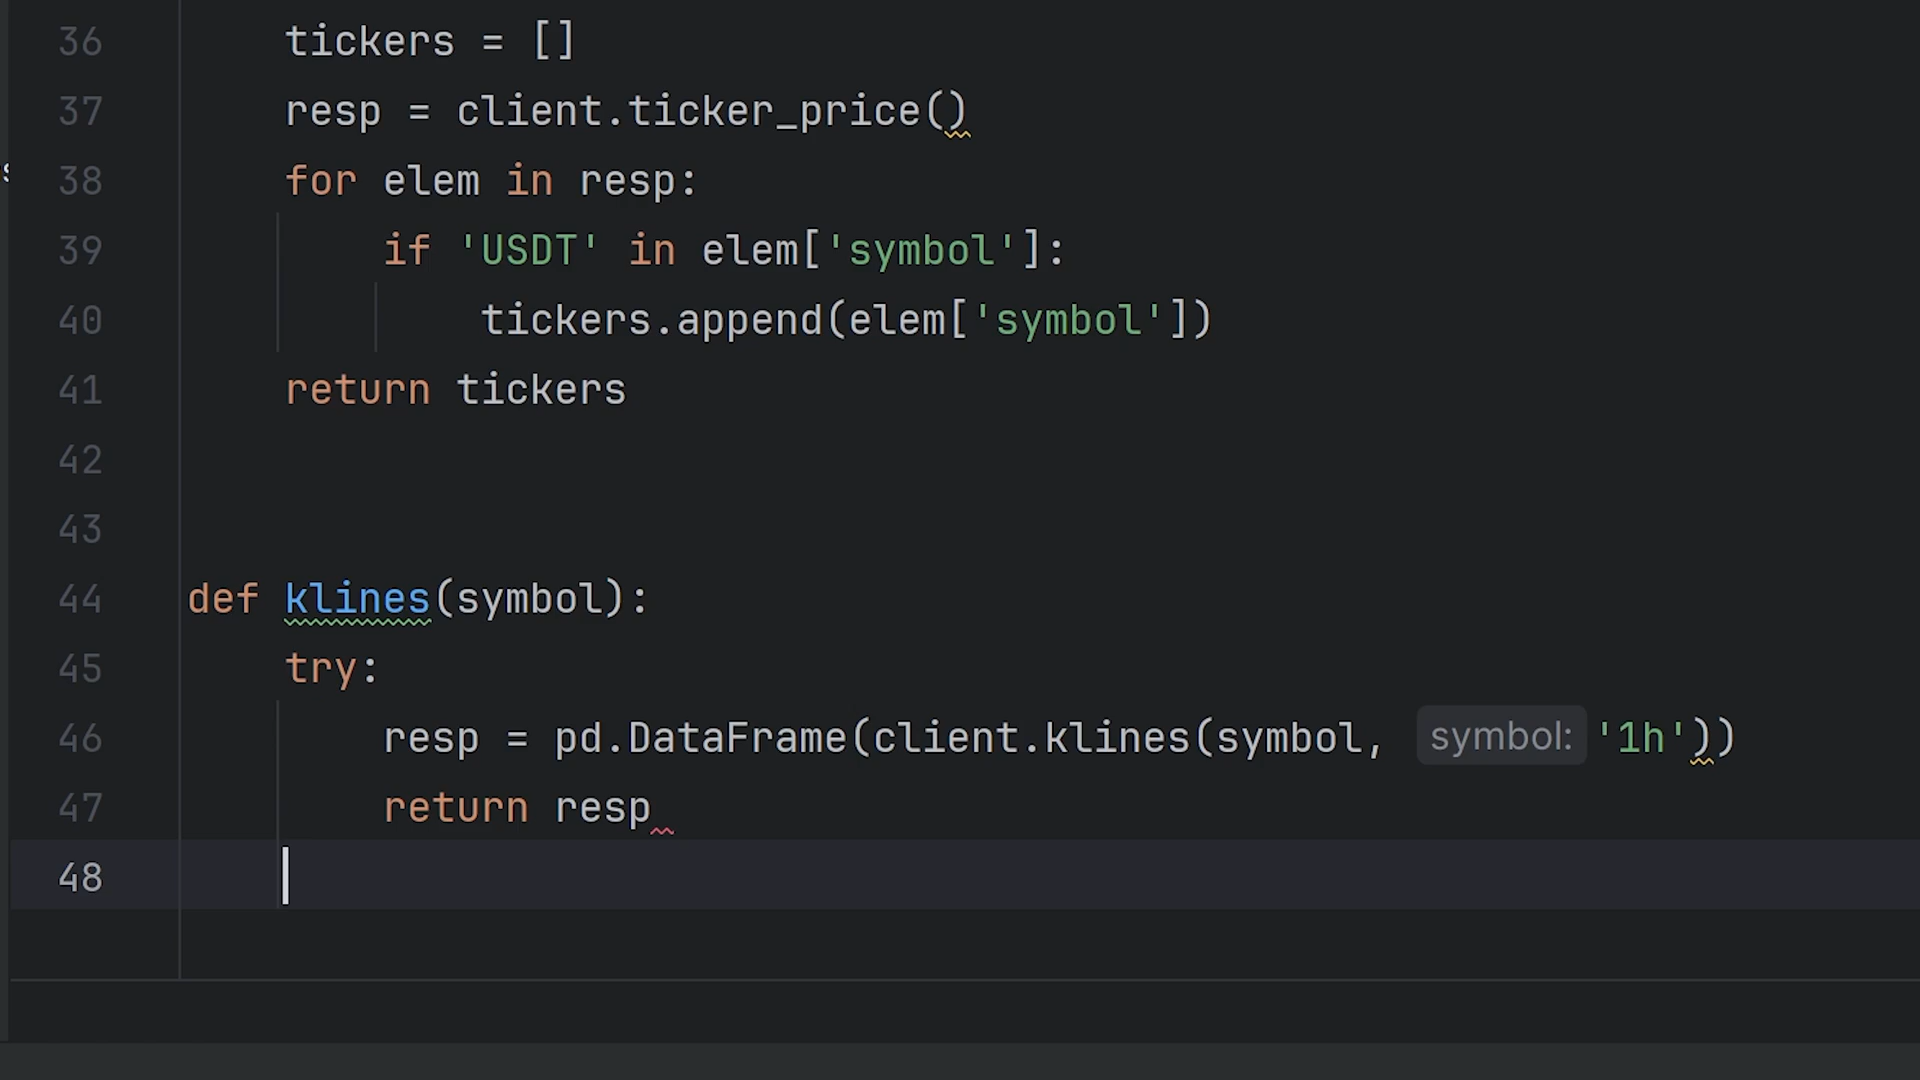 36 tickers = []
37 resp = client.ticker_price()
38 for elem in resp:
39 if 'USDT' in elem['symbol']:
40 tickers.append(elem['symbol'])
41 return tickers
42
43
44 def klines(symbol):
45 try:
46 resp = pd.DataFrame(client.klines(symbol, symbol: '1h'))
47 return resp
48